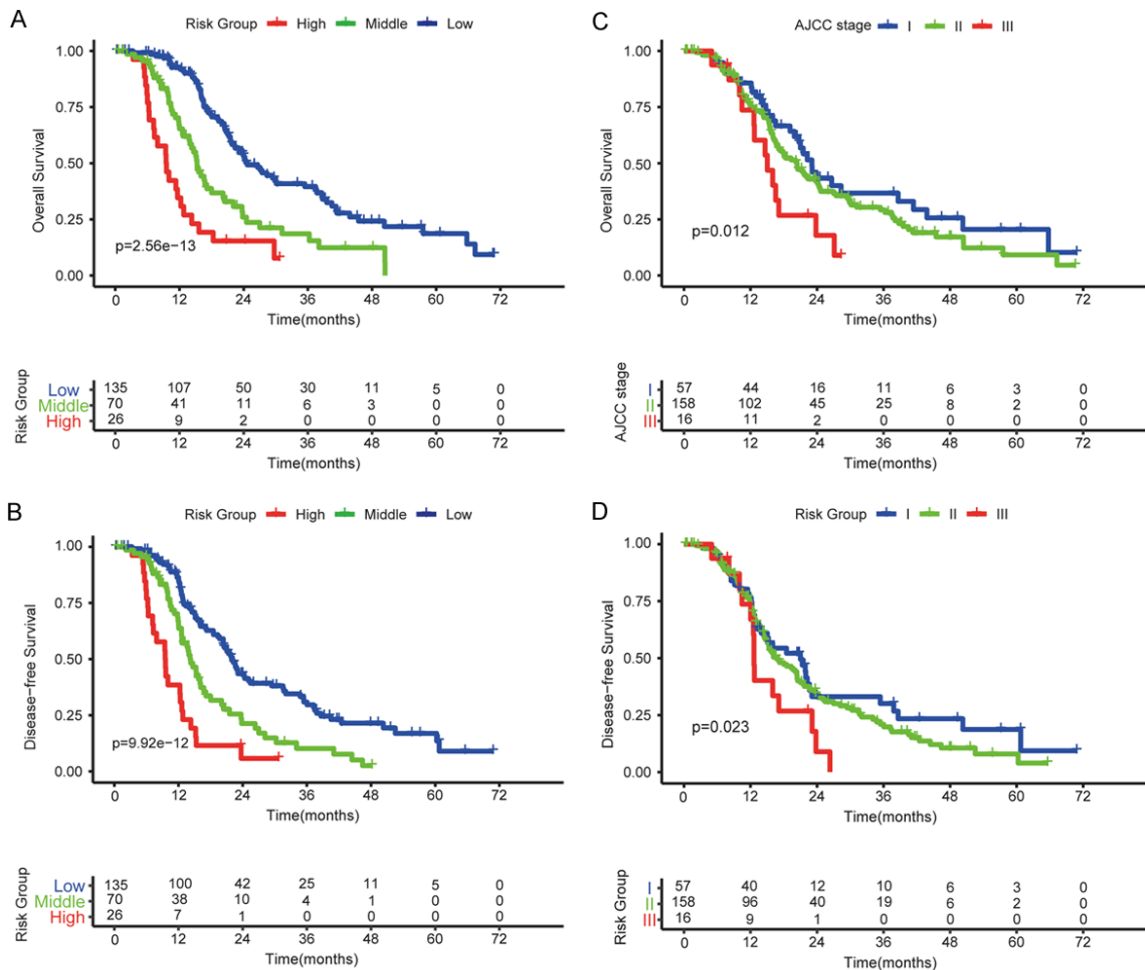 A
Risk Group High Middle Low
1.00
0.75
0.50
0.25
0.00
Overall Survival
p=2.56e−13
0 12 24 36 48 60 72
Time(months)
Risk Group
Low 135 107 50 30 11 5 0
Middle 70 41 11 6 3 0 0
High 26 9 2 0 0 0 0
0 12 24 36 48 60 72
Time(months)
C
AJCC stage I II III
1.00
0.75
0.50
0.25
0.00
Overall Survival
p=0.012
0 12 24 36 48 60 72
Time(months)
AJCC stage
I 57 44 16 11 6 3 0
II 158 102 45 25 8 2 0
III 16 11 2 0 0 0 0
0 12 24 36 48 60 72
Time(months)
B
Risk Group High Middle Low
1.00
0.75
0.50
0.25
0.00
Disease-free Survival
p=9.92e−12
0 12 24 36 48 60 72
Time(months)
Risk Group
Low 135 100 42 25 11 5 0
Middle 70 38 10 4 1 0 0
High 26 7 1 0 0 0 0
0 12 24 36 48 60 72
Time(months)
D
Risk Group I II III
1.00
0.75
0.50
0.25
0.00
Disease-free Survival
p=0.023
0 12 24 36 48 60 72
Time(months)
Risk Group
I 57 40 12 10 6 3 0
II 158 96 40 19 6 2 0
III 16 9 1 0 0 0 0
0 12 24 36 48 60 72
Time(months)